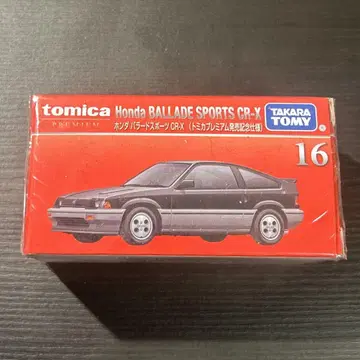 tomica Honda BALLADE SPORTS CR-X
PREMIUM ホンダ バラードスポーツ CR-X (トミカプレミアム発売記念仕様)
TAKARA
TOMY
16